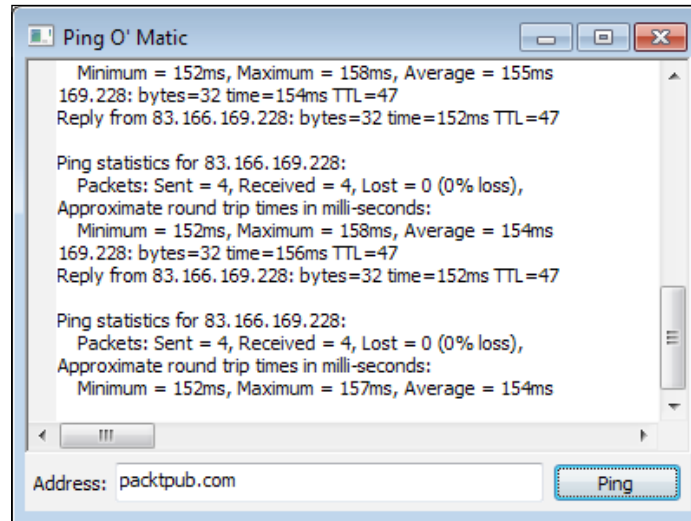 Ping O' Matic
Minimum = 152ms, Maximum = 158ms, Average = 155ms
169.228: bytes=32 time=154ms TTL=47
Reply from 83.166.169.228: bytes=32 time=152ms TTL=47
Ping statistics for 83.166.169.228:
Packets: Sent = 4, Received = 4, Lost = 0 (0% loss),
Approximate round trip times in milli-seconds:
Minimum = 152ms, Maximum = 158ms, Average = 154ms
169.228: bytes=32 time=156ms TTL=47
Reply from 83.166.169.228: bytes=32 time=152ms TTL=47
Ping statistics for 83.166.169.228:
Packets: Sent = 4, Received = 4, Lost = 0 (0% loss),
Approximate round trip times in milli-seconds:
Minimum = 152ms, Maximum = 157ms, Average = 154ms
Address: packtpub.com Ping